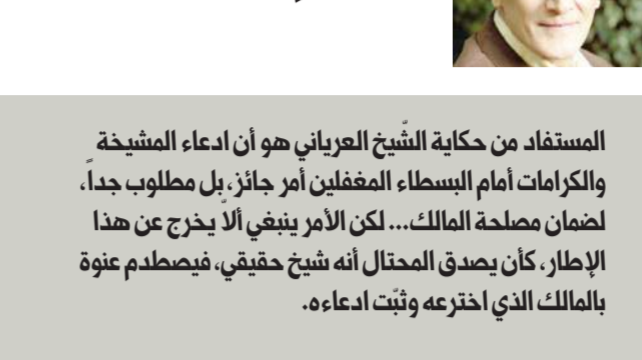 المستفاد من حكاية الشّيخ العرياني هو أن ادعاء المشيخة
والكرامات أمام البسطاء المغفلين أمر جائز، بل مطلوب جداً،
لضمان مصلحة المالك... لكن الأمر ينبغي ألاّ يخرج عن هذا
الإطار، كأن يصدق المحتال أنه شيخ حقيقي، فيصطدم عنوة
بالمالك الذي اخترعه وثبّت ادعاءه.